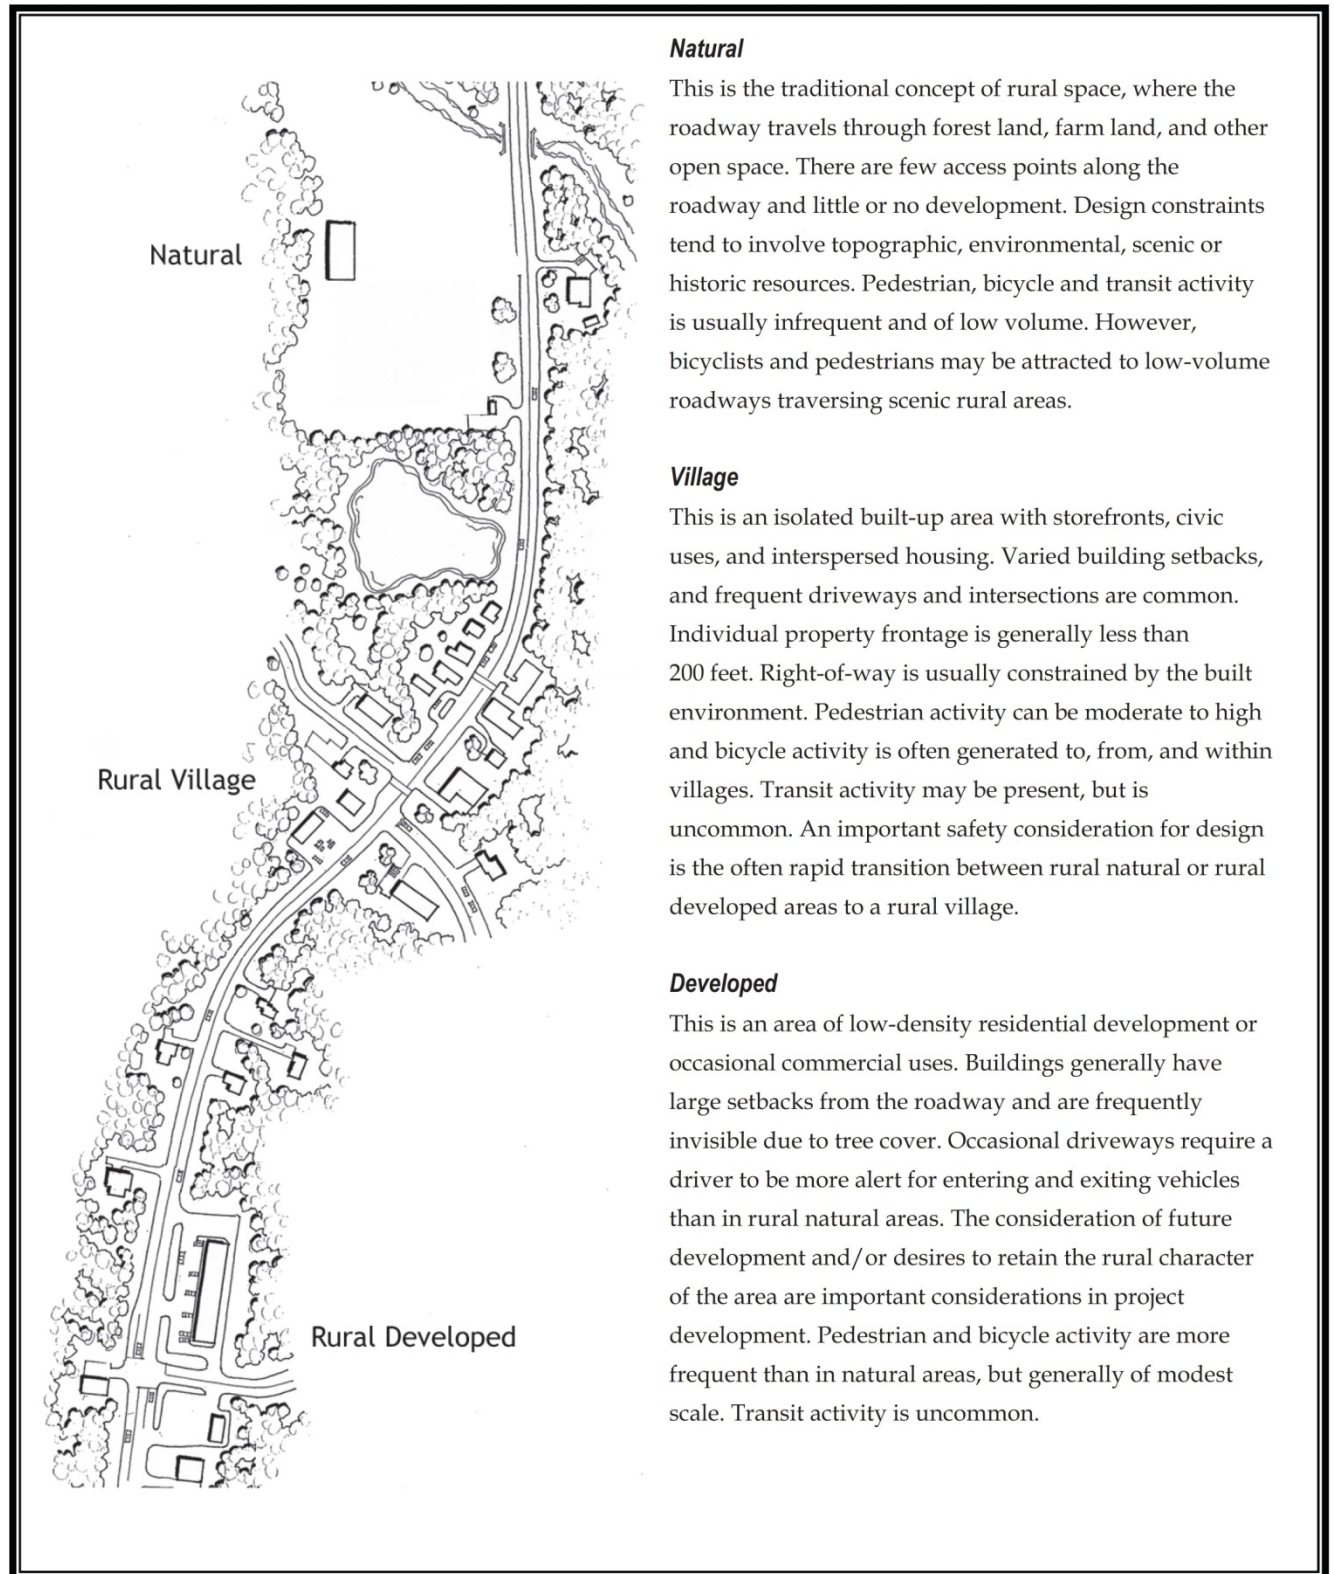 Natural
This is the traditional concept of rural space, where the
roadway travels through forest land, farm land, and other
open space. There are few access points along the
roadway and little or no development. Design constraints
tend to involve topographic, environmental, scenic or
historic resources. Pedestrian, bicycle and transit activity
is usually infrequent and of low volume. However,
bicyclists and pedestrians may be attracted to low-volume
roadways traversing scenic rural areas.
Village
This is an isolated built-up area with storefronts, civic
uses, and interspersed housing. Varied building setbacks,
and frequent driveways and intersections are common.
Individual property frontage is generally less than
200 feet. Right-of-way is usually constrained by the built
environment. Pedestrian activity can be moderate to high
and bicycle activity is often generated to, from, and within
villages. Transit activity may be present, but is
uncommon. An important safety consideration for design
is the often rapid transition between rural natural or rural
developed areas to a rural village.
Developed
This is an area of low-density residential development or
occasional commercial uses. Buildings generally have
large setbacks from the roadway and are frequently
invisible due to tree cover. Occasional driveways require a
driver to be more alert for entering and exiting vehicles
than in rural natural areas. The consideration of future
development and/or desires to retain the rural character
of the area are important considerations in project
development. Pedestrian and bicycle activity are more
frequent than in natural areas, but generally of modest
scale. Transit activity is uncommon.
Natural
Rural Village
Rural Developed